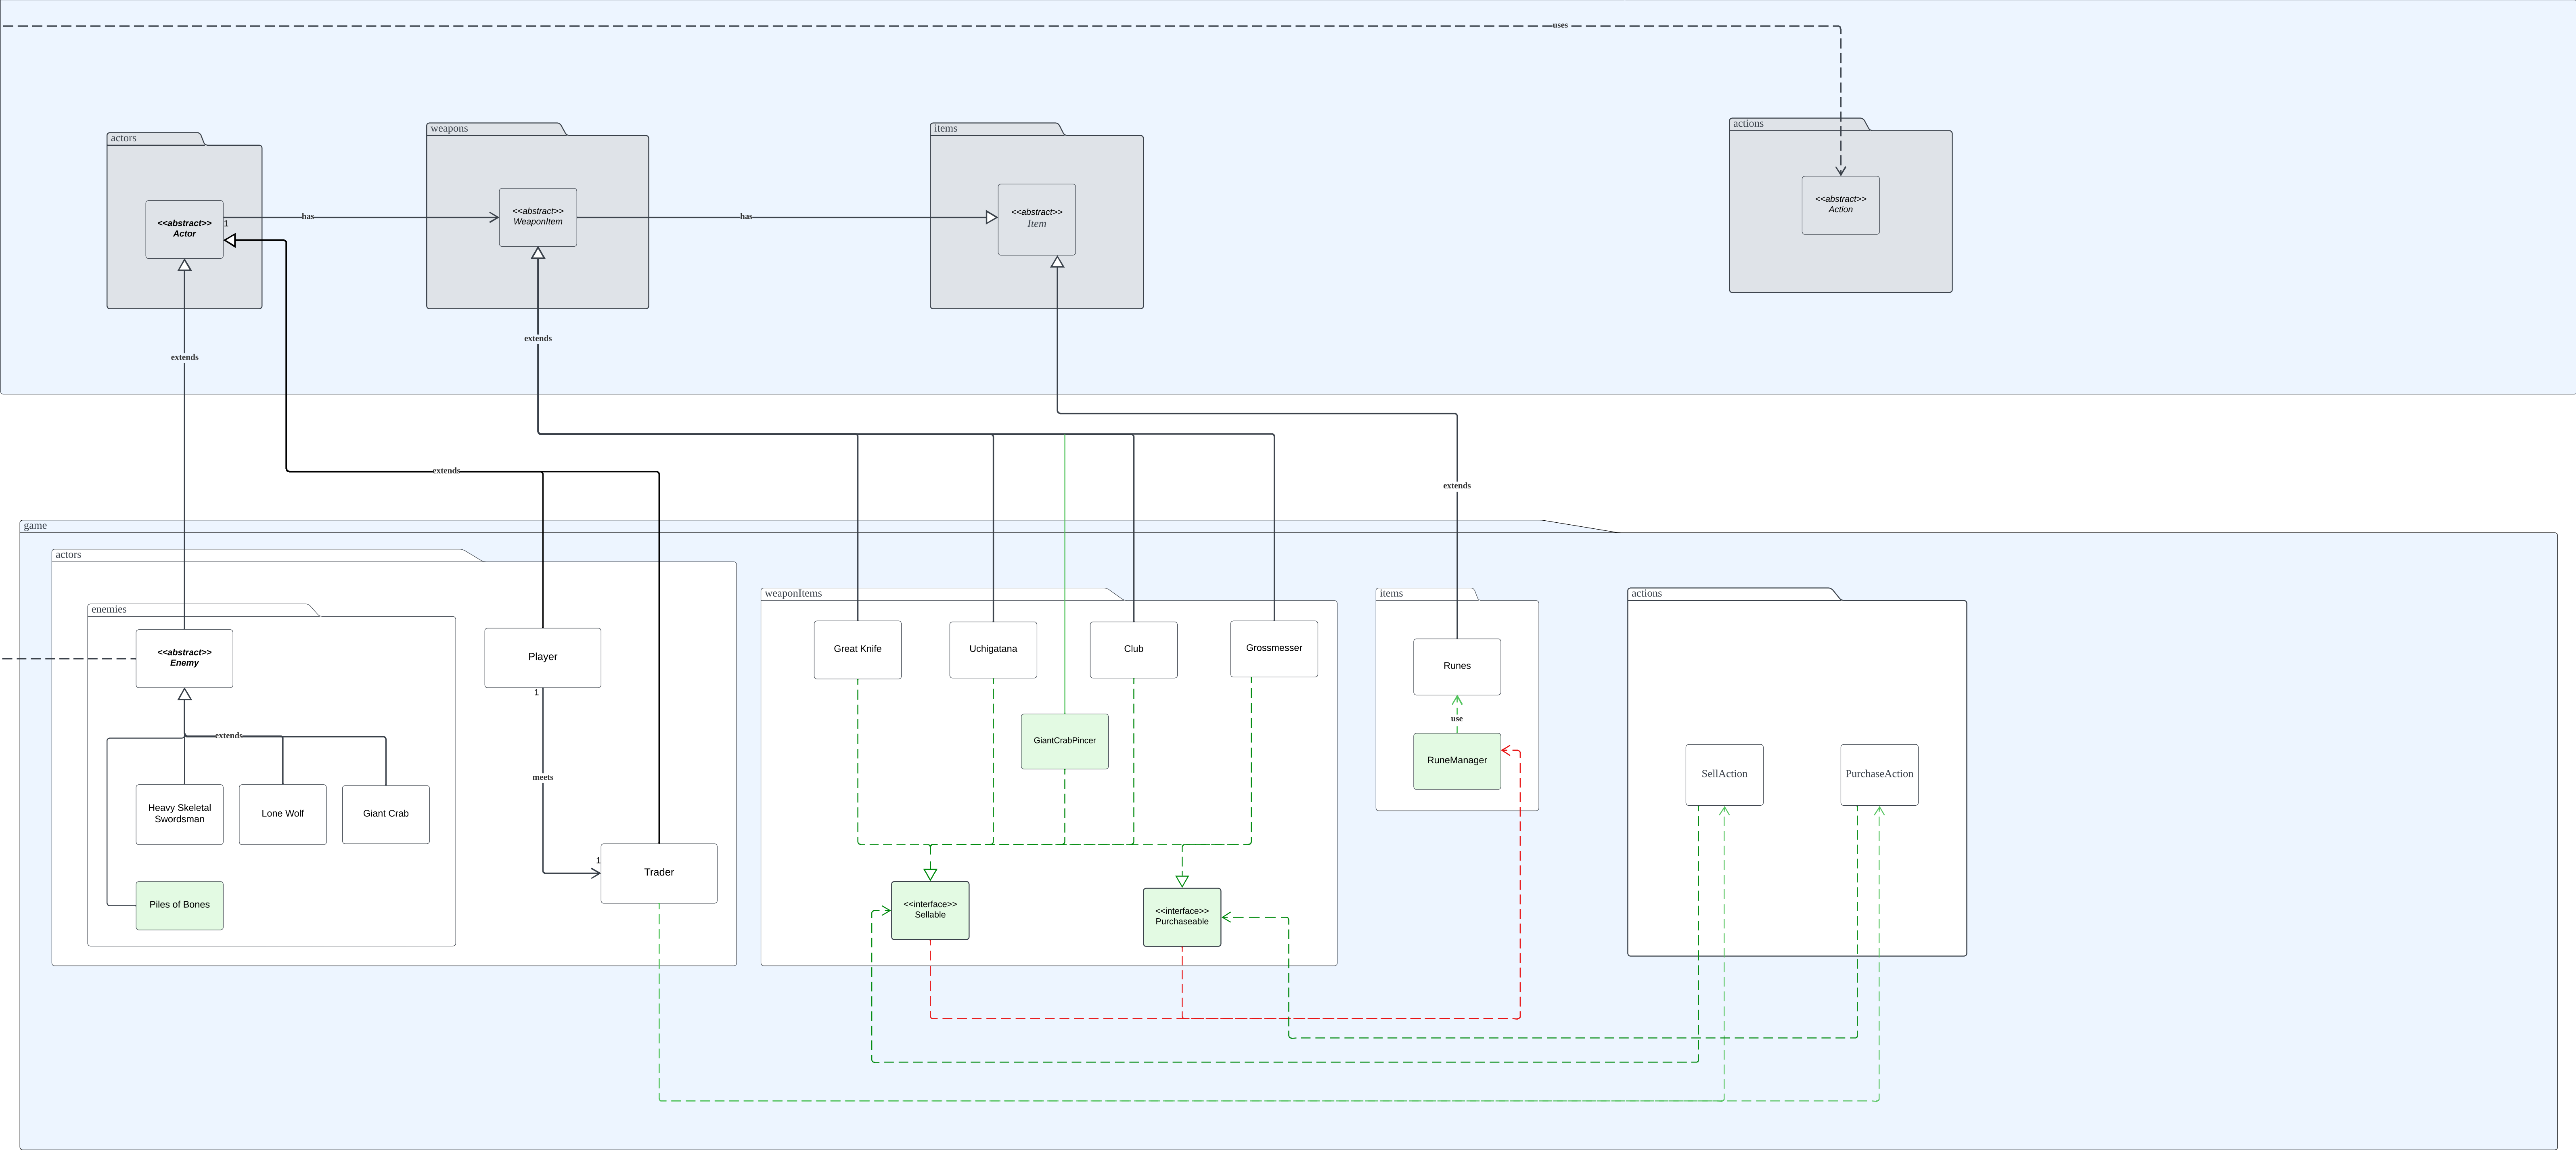 uses
actors
weapons
items
actions
<<abstract>>
Actor
1
has
<<abstract>>
WeaponItem
has
<<abstract>>
Item
<<abstract>>
Action
extends
extends
extends
extends
game
actors
enemies
<<abstract>>
Enemy
extends
Heavy Skeletal
Swordsman
Lone Wolf
Giant Crab
Piles of Bones
Player
1
meets
1
Trader
weaponItems
Great Knife
Uchigatana
Club
Grossmesser
GiantCrabPincer
<<interface>>
Sellable
<<interface>>
Purchaseable
items
Runes
use
RuneManager
actions
SellAction
PurchaseAction